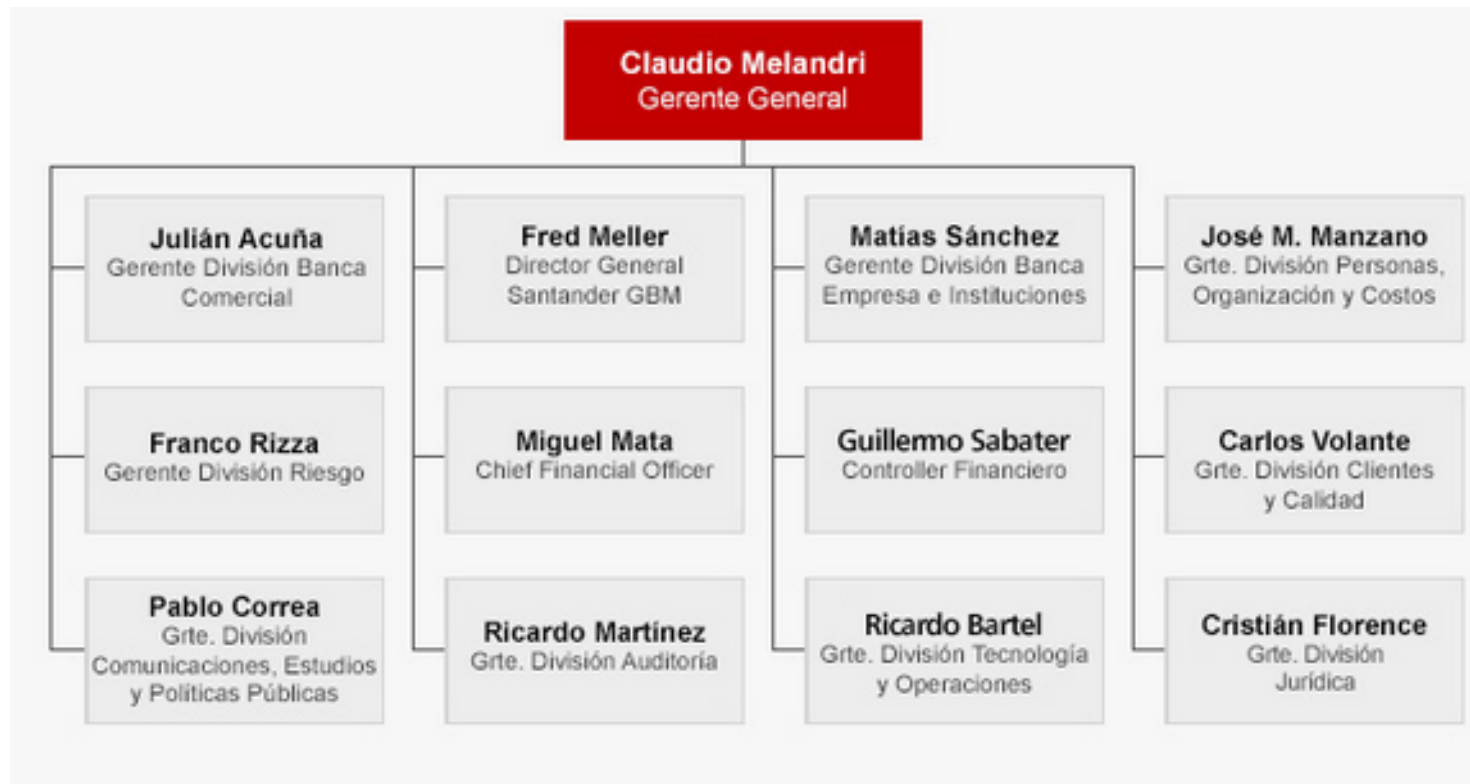 Claudio Melandri
Gerente General
Julián Acuña
Gerente División Banca
Comercial
Fred Meller
Director General
Santander GBM
Matías Sánchez
Gerente División Banca
Empresa e Instituciones
José M. Manzano
Grte. División Personas,
Organización y Costos
Franco Rizza
Gerente División Riesgo
Miguel Mata
Chief Financial Officer
Guillermo Sabater
Controller Financiero
Carlos Volante
Grte. División Clientes
y Calidad
Pablo Correa
Grte. División
Comunicaciones, Estudios
y Políticas Públicas
Ricardo Martínez
Grte. División Auditoría
Ricardo Bartel
Grte. División Tecnología
y Operaciones
Cristián Florence
Grte. División
Jurídica